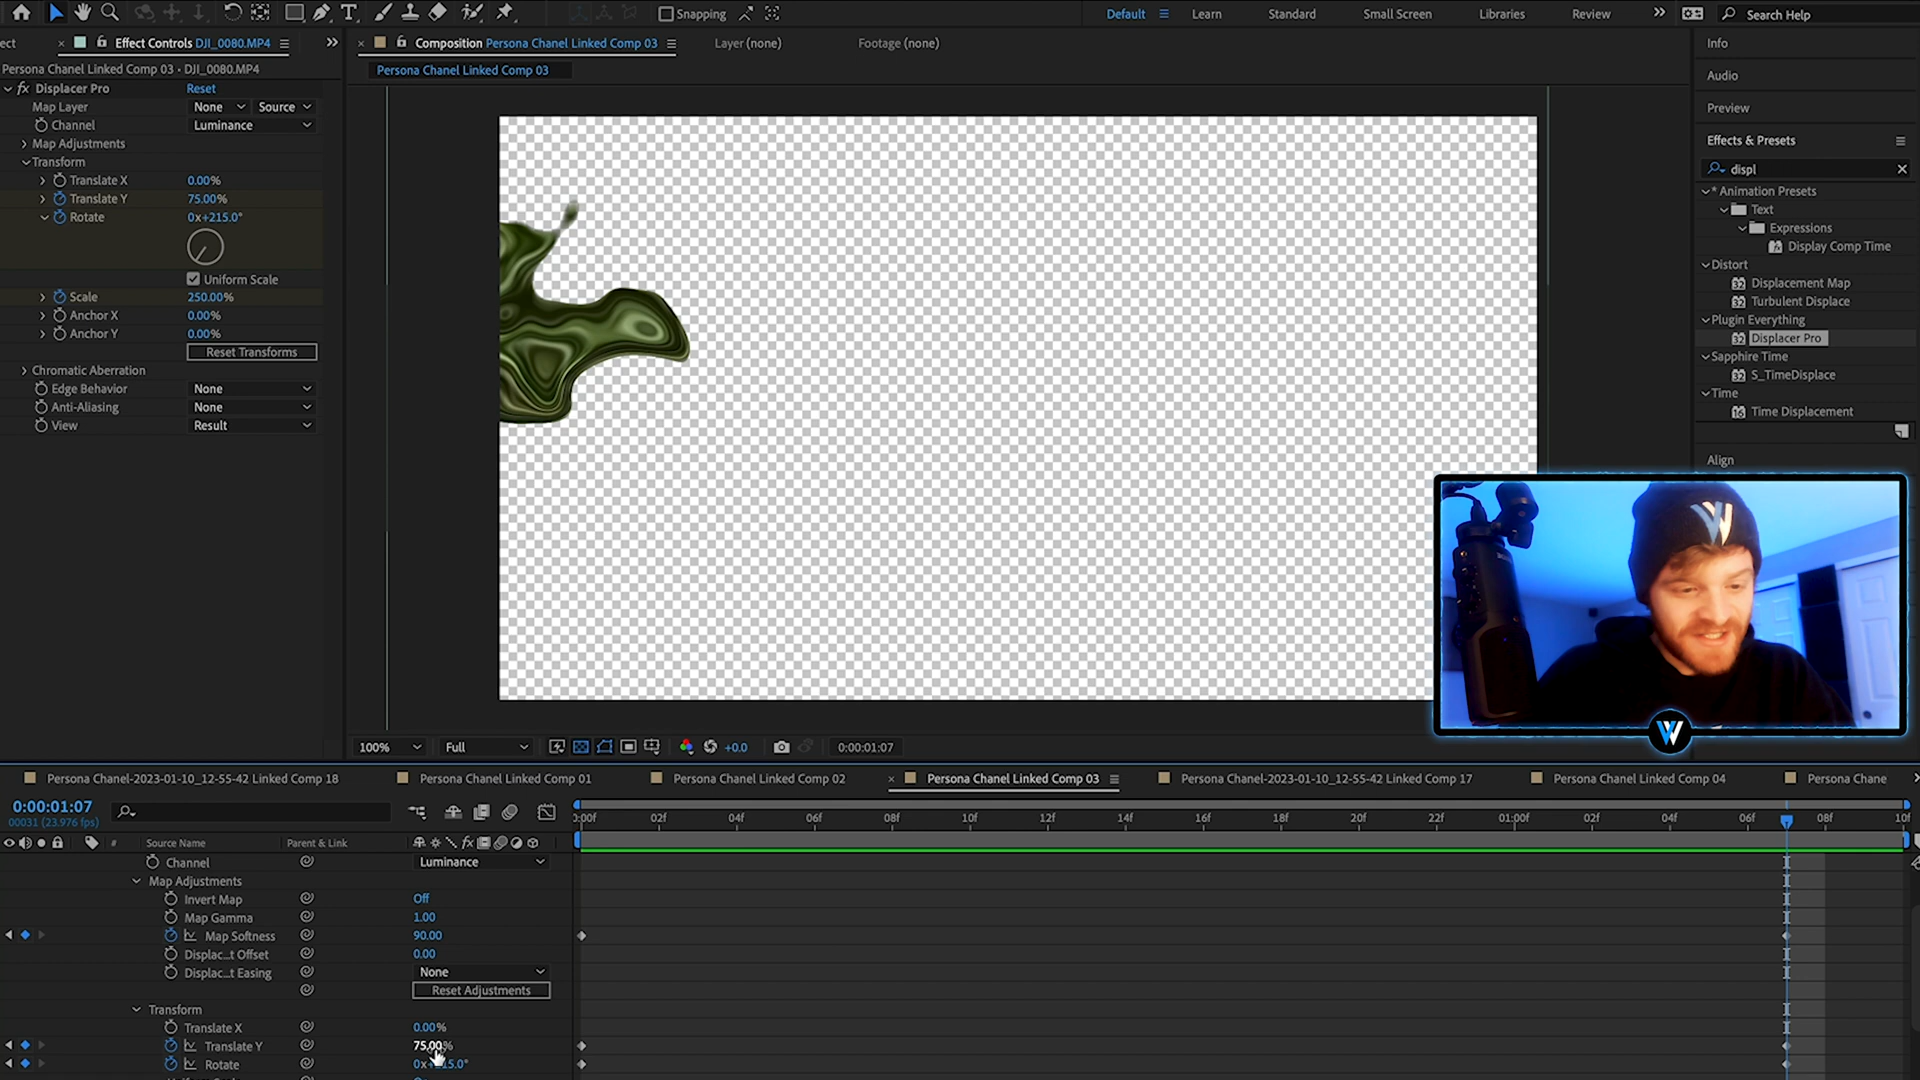 Snapping
Default
Learn
Standard
Small Screen
Libraries
Review
Search Help
ect
Effect Controls DJI_0080.MP4
Composition Persona Chanel Linked Comp 03
Layer (none)
Footage (none)
Info
Persona Chanel Linked Comp 03 · DJI_0080.MP4
Persona Chanel Linked Comp 03
Audio
fx Displacer Pro Reset
Map Layer None Source
Preview
Channel Luminance
Map Adjustments
Effects & Presets
Transform
displ
Translate X 0.00%
* Animation Presets
Translate Y 75.00%
Text
Rotate 0x+215.0°
Expressions
Display Comp Time
Distort
Uniform Scale
Displacement Map
Scale 250.00%
Turbulent Displace
Anchor X 0.00%
Plugin Everything
Anchor Y 0.00%
Displacer Pro
Reset Transforms
Sapphire Time
Chromatic Aberration
S_TimeDisplace
Edge Behavior None
Time
Anti-Aliasing None
Time Displacement
View Result
Align
W
W
100%
Full
+0.0
0:00:01:07
Persona Chanel-2023-01-10_12-55-42 Linked Comp 18
Persona Chanel Linked Comp 01
Persona Chanel Linked Comp 02
Persona Chanel Linked Comp 03
Persona Chanel-2023-01-10_12-55-42 Linked Comp 17
Persona Chanel Linked Comp 04
Persona Chane
0:00:01:07
00031 (23.976 fps)
0:00f 02f 04f 06f 08f 10f 12f 14f 16f 18f 20f 22f 01:00f 02f 04f 06f 08f 10f
# Source Name Parent & Link fx
Channel Luminance
Map Adjustments
Invert Map Off
Map Gamma 1.00
Map Softness 90.00
Displac...t Offset 0.00
Displac...t Easing None
Reset Adjustments
Transform
Translate X 0.00%
Translate Y 75.00%
Rotate